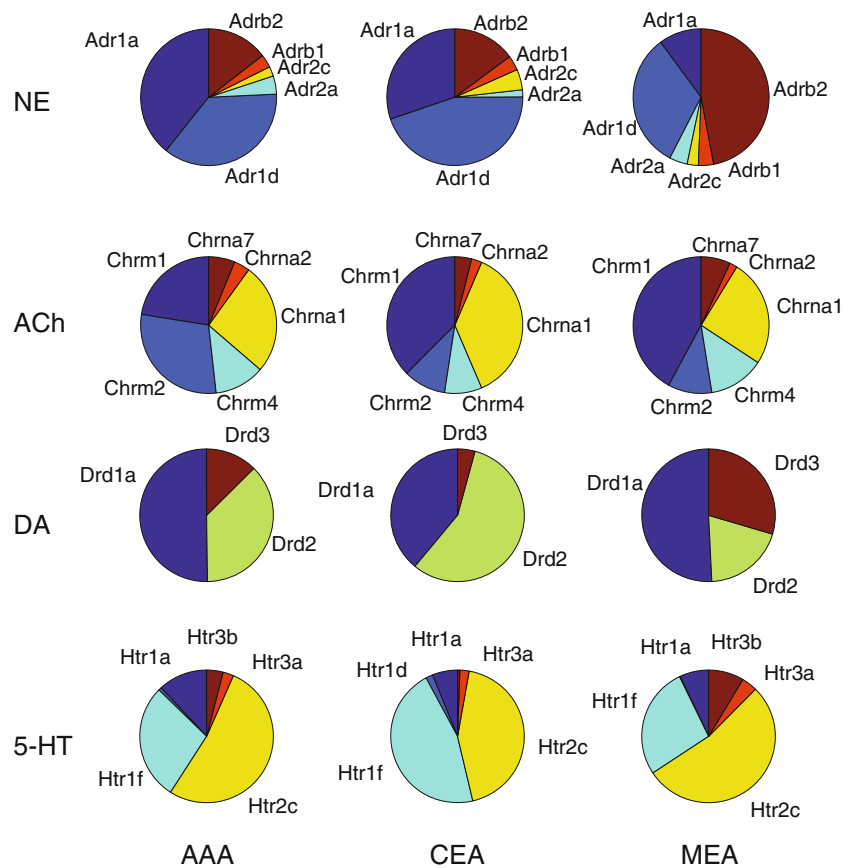 NE
Adr1a
Adrb2
Adrb1
Adr2c
Adr2a
Adr1d
Adr1a
Adrb2
Adrb1
Adr2c
Adr2a
Adr1d
Adr1a
Adrb2
Adr1d
Adr2a
Adr2c
Adrb1
ACh
Chrna7
Chrm1
Chrna2
Chrna1
Chrm2
Chrm4
Chrna7
Chrm1
Chrna2
Chrna1
Chrm2
Chrm4
Chrna7
Chrm1
Chrna2
Chrna1
Chrm2
Chrm4
DA
Drd3
Drd1a
Drd2
Drd3
Drd1a
Drd2
Drd1a
Drd3
Drd2
5-HT
Htr3b
Htr1a
Htr3a
Htr1f
Htr2c
Htr1a
Htr3a
Htr1d
Htr2c
Htr1f
Htr1a
Htr3b
Htr3a
Htr1f
Htr2c
AAA
CEA
MEA